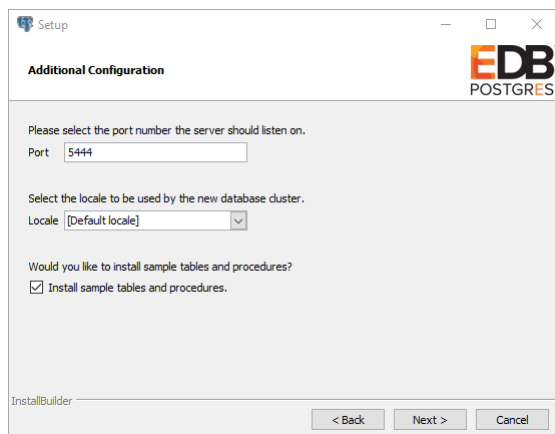 Setup
Additional Configuration
EDB
POSTGRES
Please select the port number the server should listen on.
Port 5444
Select the locale to be used by the new database cluster.
Locale [Default locale]
Would you like to install sample tables and procedures?
Install sample tables and procedures.
InstallBuilder
< Back Next > Cancel